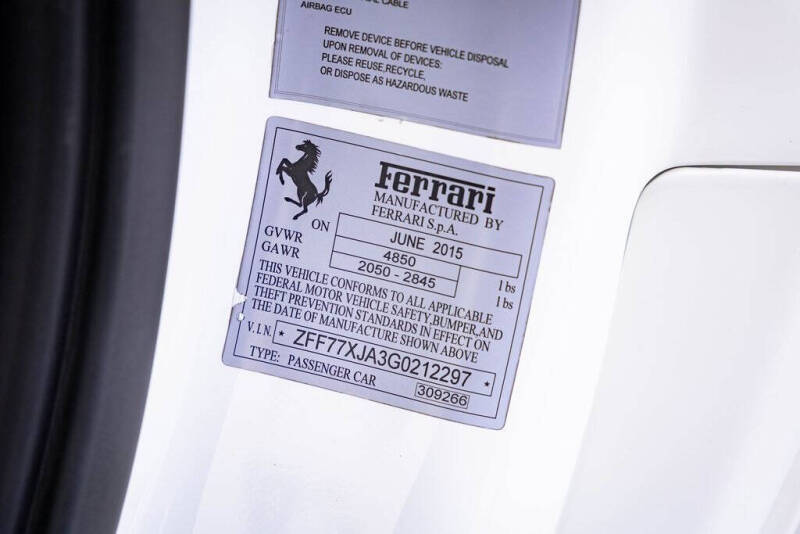 CABLE
AIRBAG ECU
REMOVE DEVICE BEFORE VEHICLE DISPOSAL
UPON REMOVAL OF DEVICES:
PLEASE REUSE,RECYCLE,
OR DISPOSE AS HAZARDOUS WASTE
Ferrari
MANUFACTURED BY
FERRARI S.p.A.
ON JUNE 2015
GVWR 4850 lbs
GAWR 2050 - 2845 lbs
THIS VEHICLE CONFORMS TO ALL APPLICABLE
FEDERAL MOTOR VEHICLE SAFETY,BUMPER,AND
THEFT PREVENTION STANDARDS IN EFFECT ON
THE DATE OF MANUFACTURE SHOWN ABOVE
V.I.N. * ZFF77XJA3G0212297 *
TYPE: PASSENGER CAR 309266